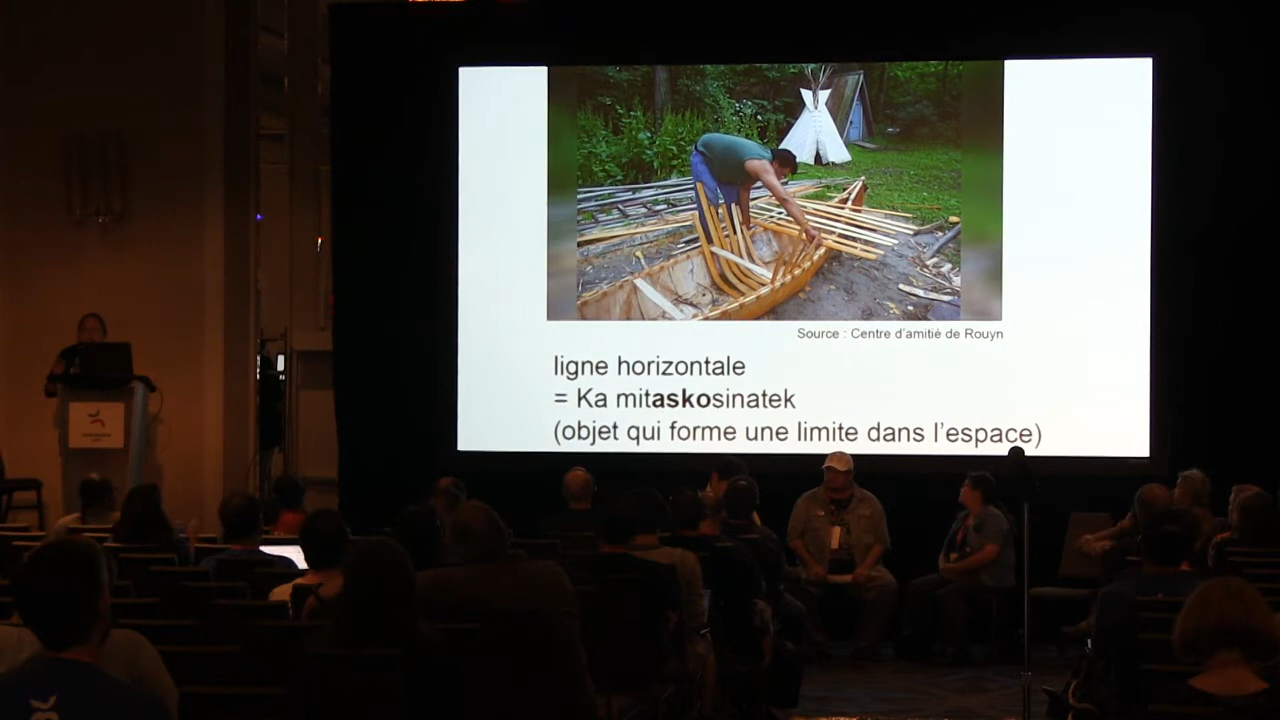 Source : Centre d'amitié de Rouyn
ligne horizontale
= Ka mitaskosinatek
(objet qui forme une limite dans l'espace)